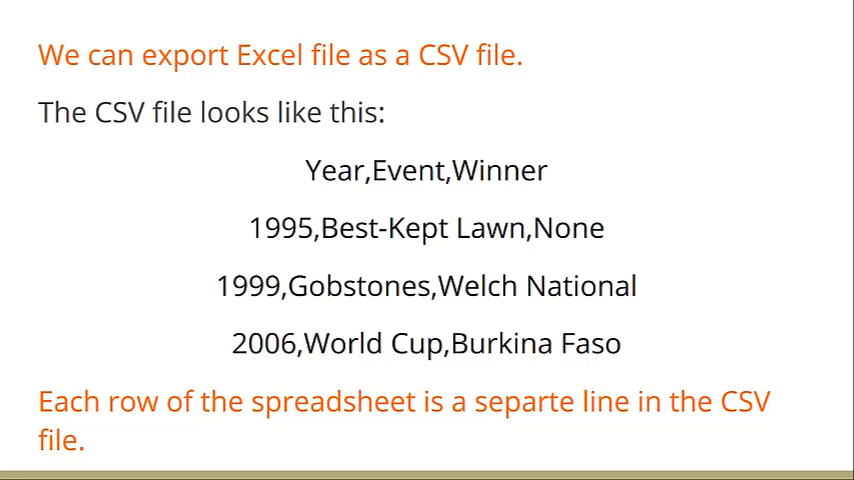 We can export Excel file as a CSV file.
The CSV file looks like this:
Year,Event,Winner
1995,Best-Kept Lawn,None
1999,Gobstones,Welch National
2006,World Cup,Burkina Faso
Each row of the spreadsheet is a separte line in the CSV
file.